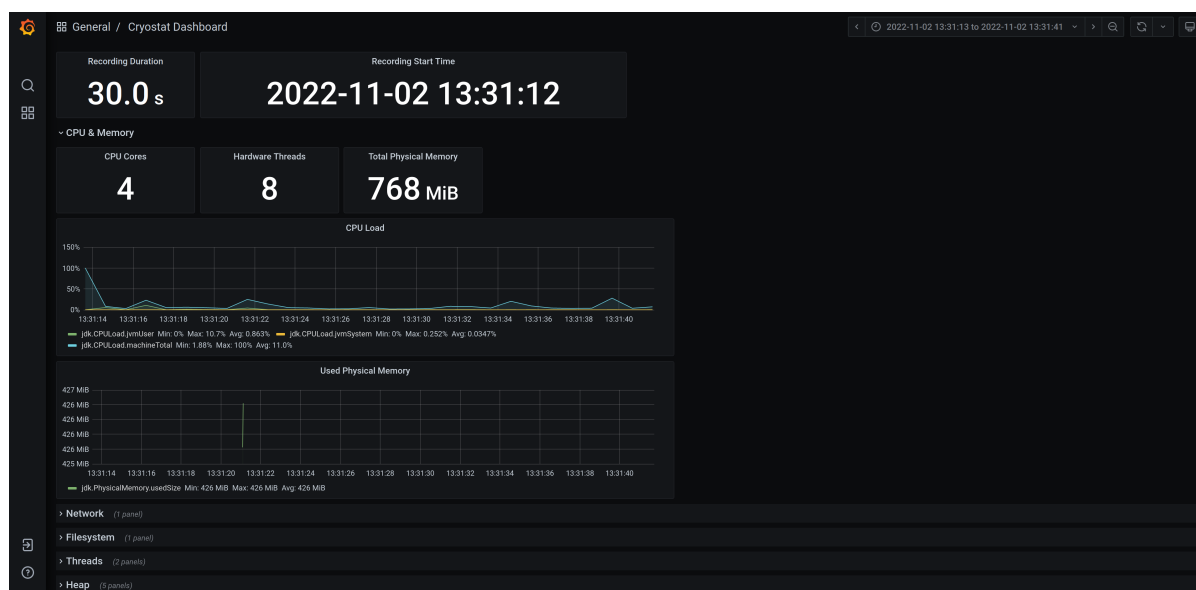 General / Cryostat Dashboard
2022-11-02 13:31:13 to 2022-11-02 13:31:41
Recording Duration
30.0 s
Recording Start Time
2022-11-02 13:31:12
CPU & Memory
CPU Cores
4
Hardware Threads
8
Total Physical Memory
768 MiB
CPU Load
150%
100%
50%
0%
13:31:14 13:31:16 13:31:18 13:31:20 13:31:22 13:31:24 13:31:26 13:31:28 13:31:30 13:31:32 13:31:34 13:31:36 13:31:38 13:31:40
jdk.CPULoad.jvmUser Min: 0% Max: 10.7% Avg: 0.863% jdk.CPULoad.jvmSystem Min: 0% Max: 0.252% Avg: 0.0347%
jdk.CPULoad.machineTotal Min: 1.88% Max: 100% Avg: 11.0%
Used Physical Memory
427 MiB
426 MiB
426 MiB
426 MiB
426 MiB
425 MiB
13:31:14 13:31:16 13:31:18 13:31:20 13:31:22 13:31:24 13:31:26 13:31:28 13:31:30 13:31:32 13:31:34 13:31:36 13:31:38 13:31:40
jdk.PhysicalMemory.usedSize Min: 426 MiB Max: 426 MiB Avg: 426 MiB
Network (1 panel)
Filesystem (1 panel)
Threads (2 panels)
Heap (5 panels)